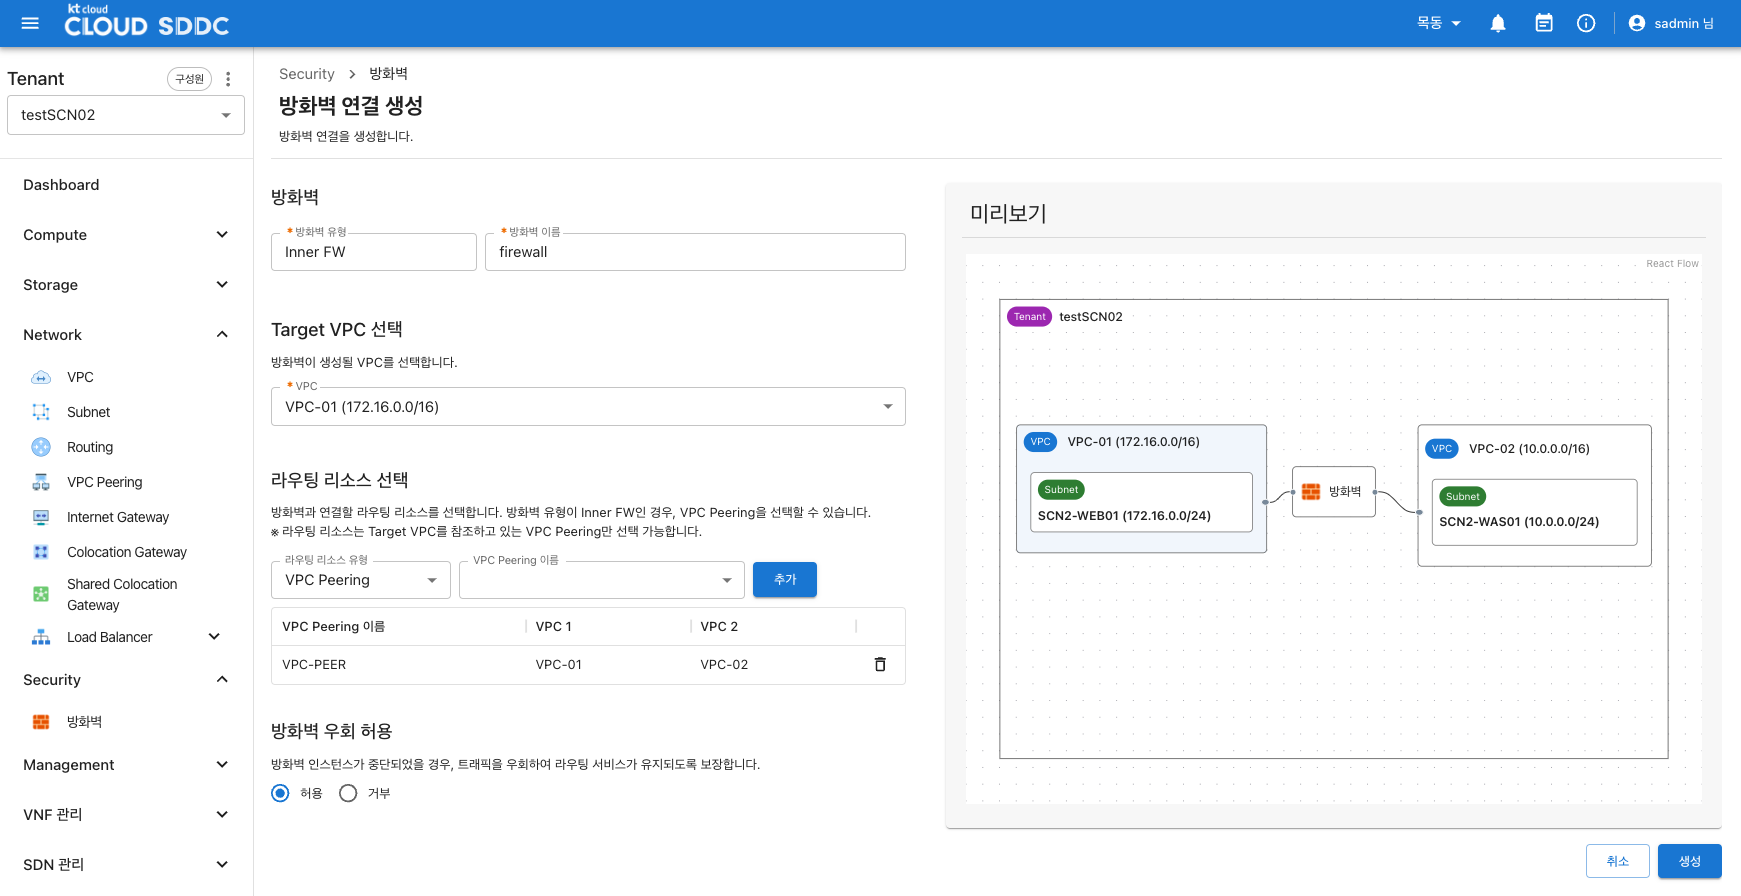 kt cloud
CLOUD SDDC
목동
sadmin 님
Tenant
구성원
testSCN02
Dashboard
Compute
Storage
Network
VPC
Subnet
Routing
VPC Peering
Internet Gateway
Colocation Gateway
Shared Colocation
Gateway
Load Balancer
Security
방화벽
Management
VNF 관리
SDN 관리
Security > 방화벽
방화벽 연결 생성
방화벽 연결을 생성합니다.
방화벽
* 방화벽 유형
Inner FW
* 방화벽 이름
firewall
Target VPC 선택
방화벽이 생성될 VPC를 선택합니다.
* VPC
VPC-01 (172.16.0.0/16)
라우팅 리소스 선택
방화벽과 연결할 라우팅 리소스를 선택합니다. 방화벽 유형이 Inner FW인 경우, VPC Peering을 선택할 수 있습니다.
※ 라우팅 리소스는 Target VPC를 참조하고 있는 VPC Peering만 선택 가능합니다.
라우팅 리소스 유형
VPC Peering
VPC Peering 이름
추가
VPC Peering 이름 VPC 1 VPC 2
VPC-PEER VPC-01 VPC-02
방화벽 우회 허용
방화벽 인스턴스가 중단되었을 경우, 트래픽을 우회하여 라우팅 서비스가 유지되도록 보장합니다.
허용 거부
미리보기
React Flow
Tenant testSCN02
VPC VPC-01 (172.16.0.0/16)
Subnet
SCN2-WEB01 (172.16.0.0/24)
방화벽
VPC VPC-02 (10.0.0.0/16)
Subnet
SCN2-WAS01 (10.0.0.0/24)
취소
생성